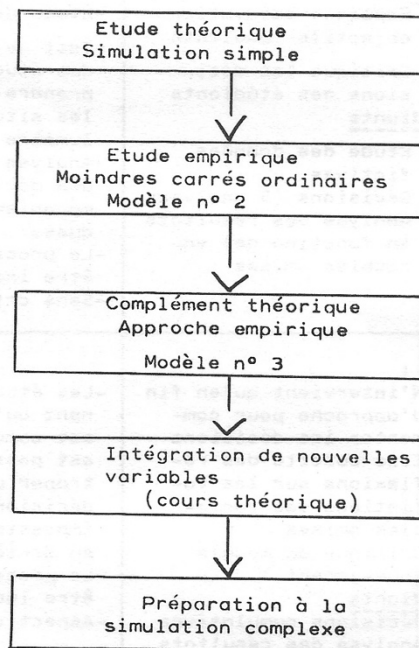 Etude théorique
Simulation simple
Etude empirique
Moindres carrés ordinaires
Modèle n° 2
Complément théorique
Approche empirique
Modèle n° 3
Intégration de nouvelles
variables
(cours théorique)
Préparation à la
simulation complexe